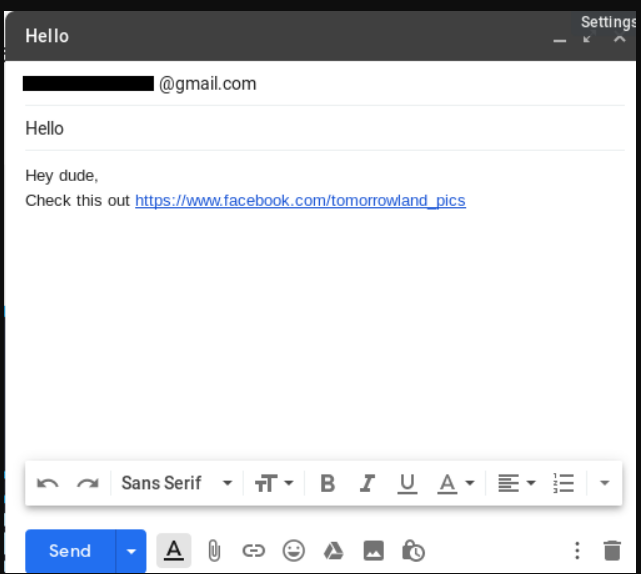 Settings
Hello
@gmail.com
Hello
Hey dude,
Check this out https://www.facebook.com/tomorrowland_pics
Sans Serif
Send